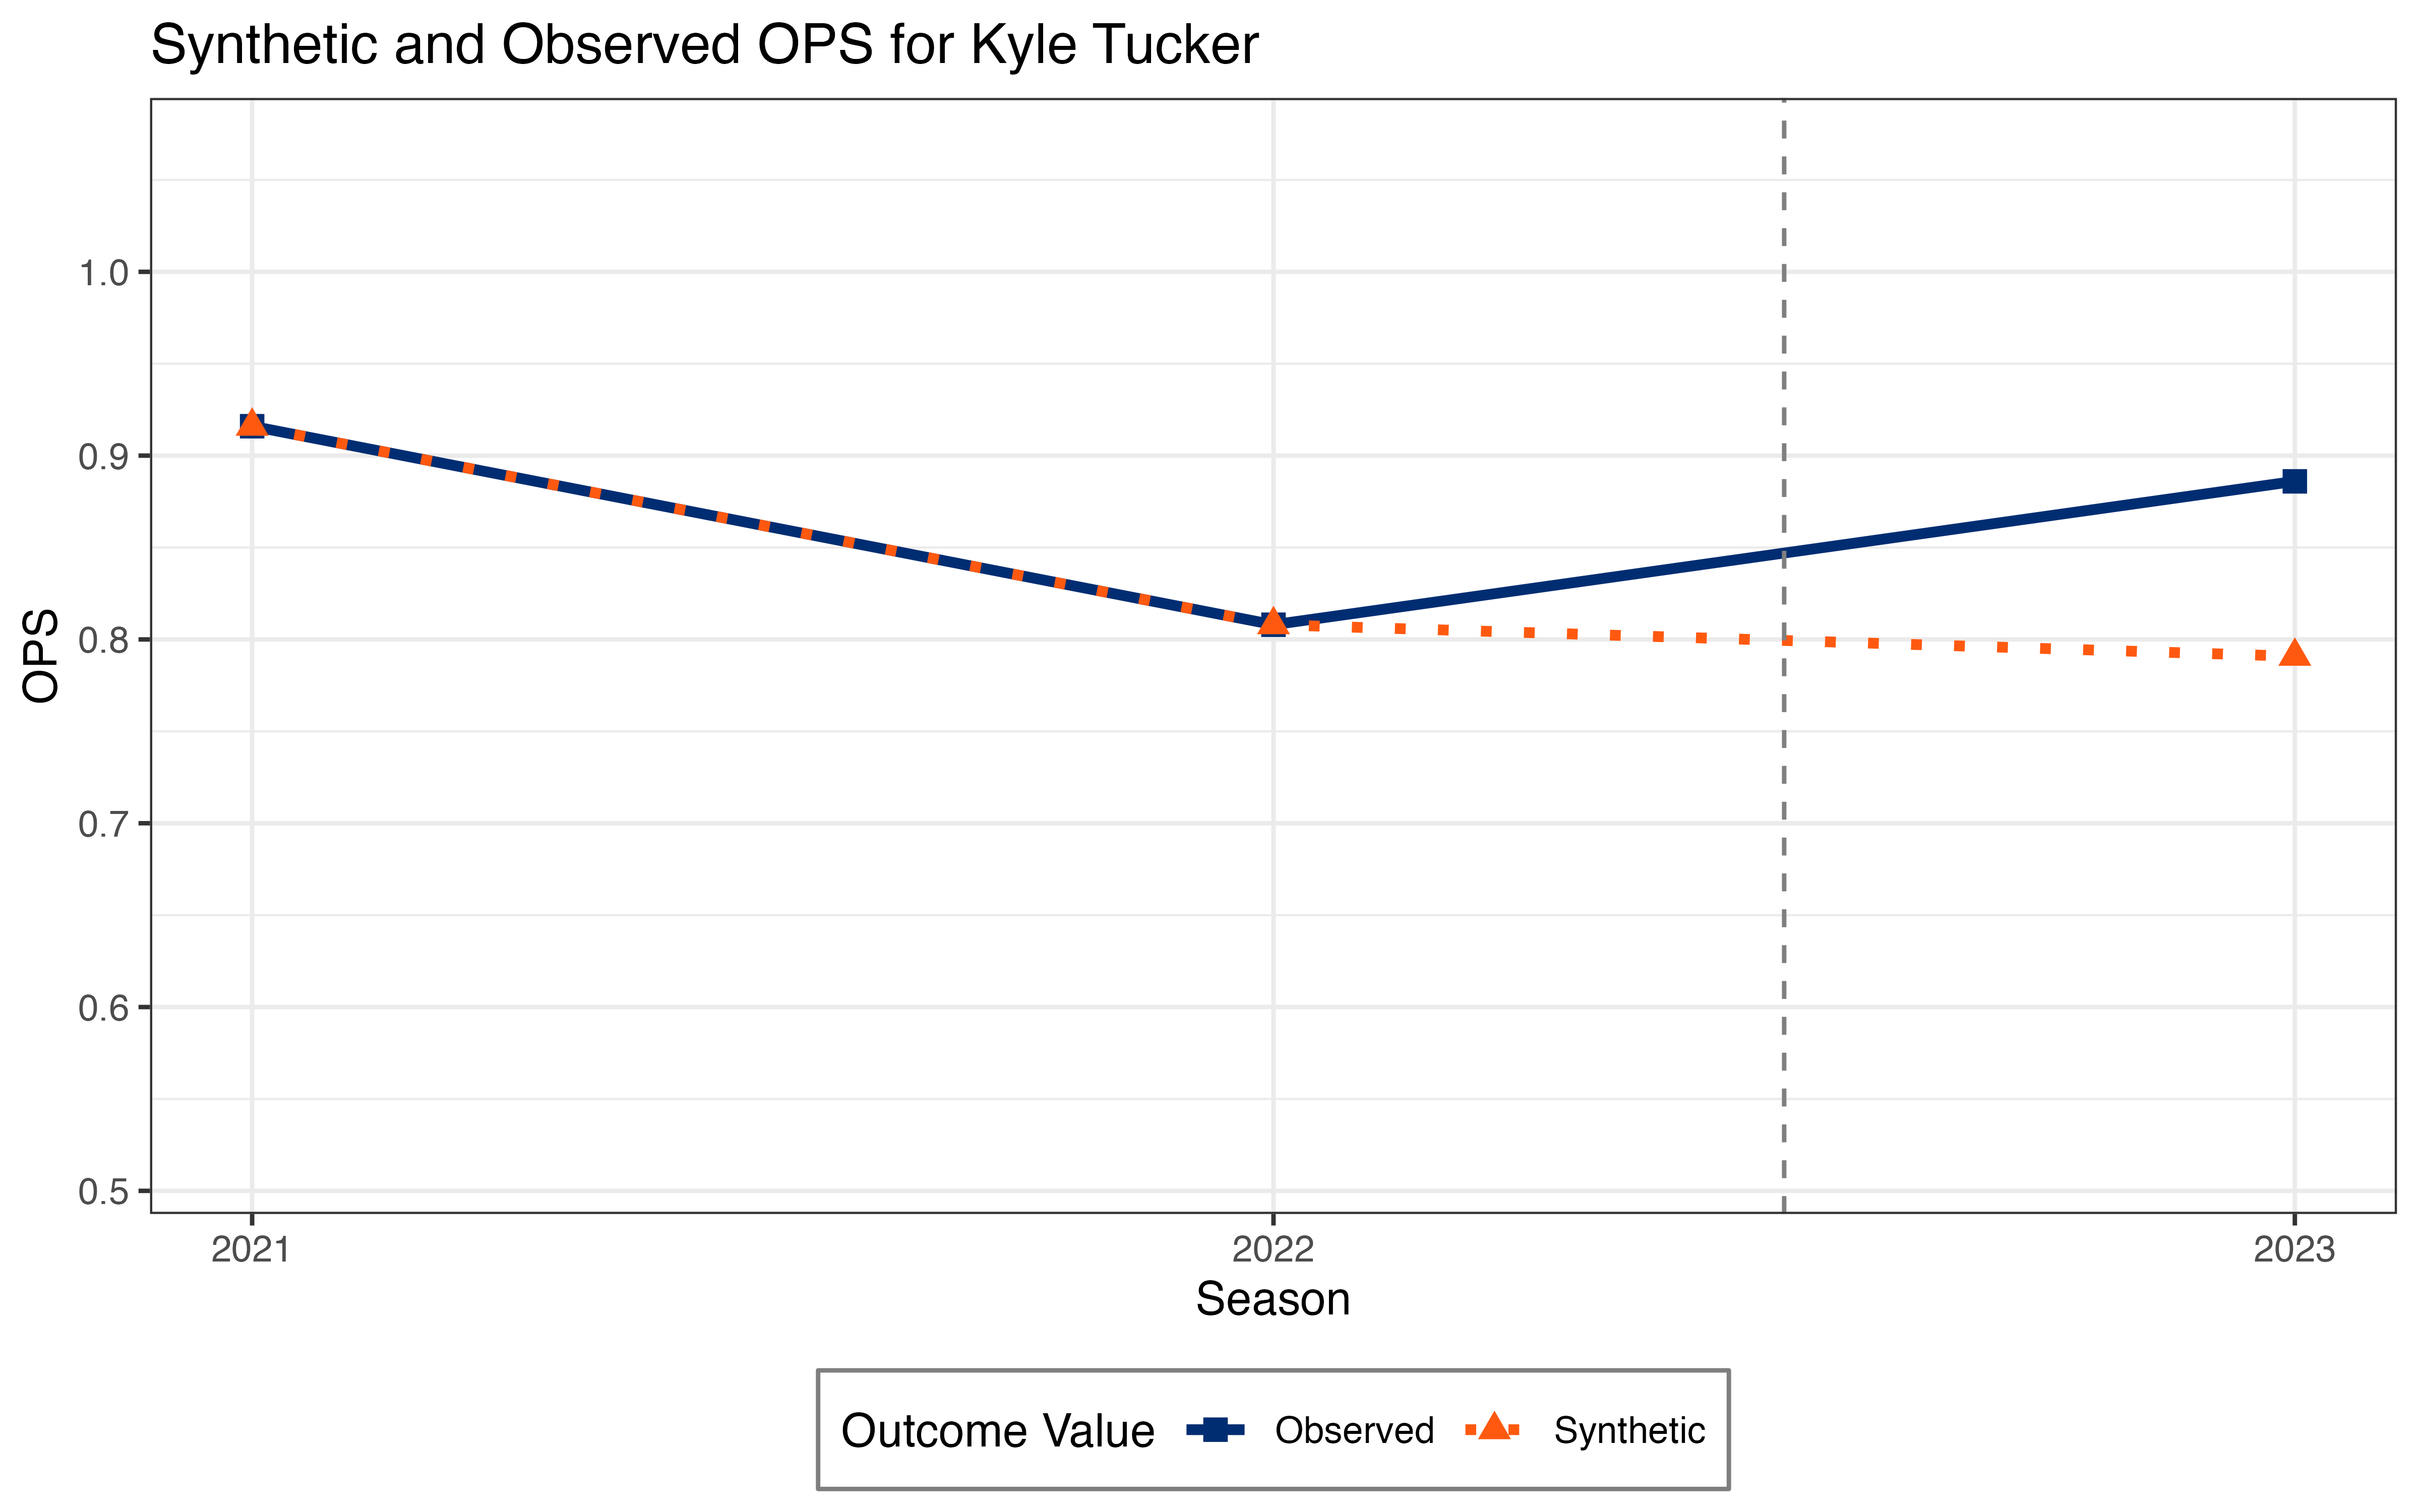 Synthetic and Observed OPS for Kyle Tucker
OPS
1.0
0.9
0.8
0.7
0.6
0.5
2021 2022 2023
Season
Outcome Value Observed Synthetic